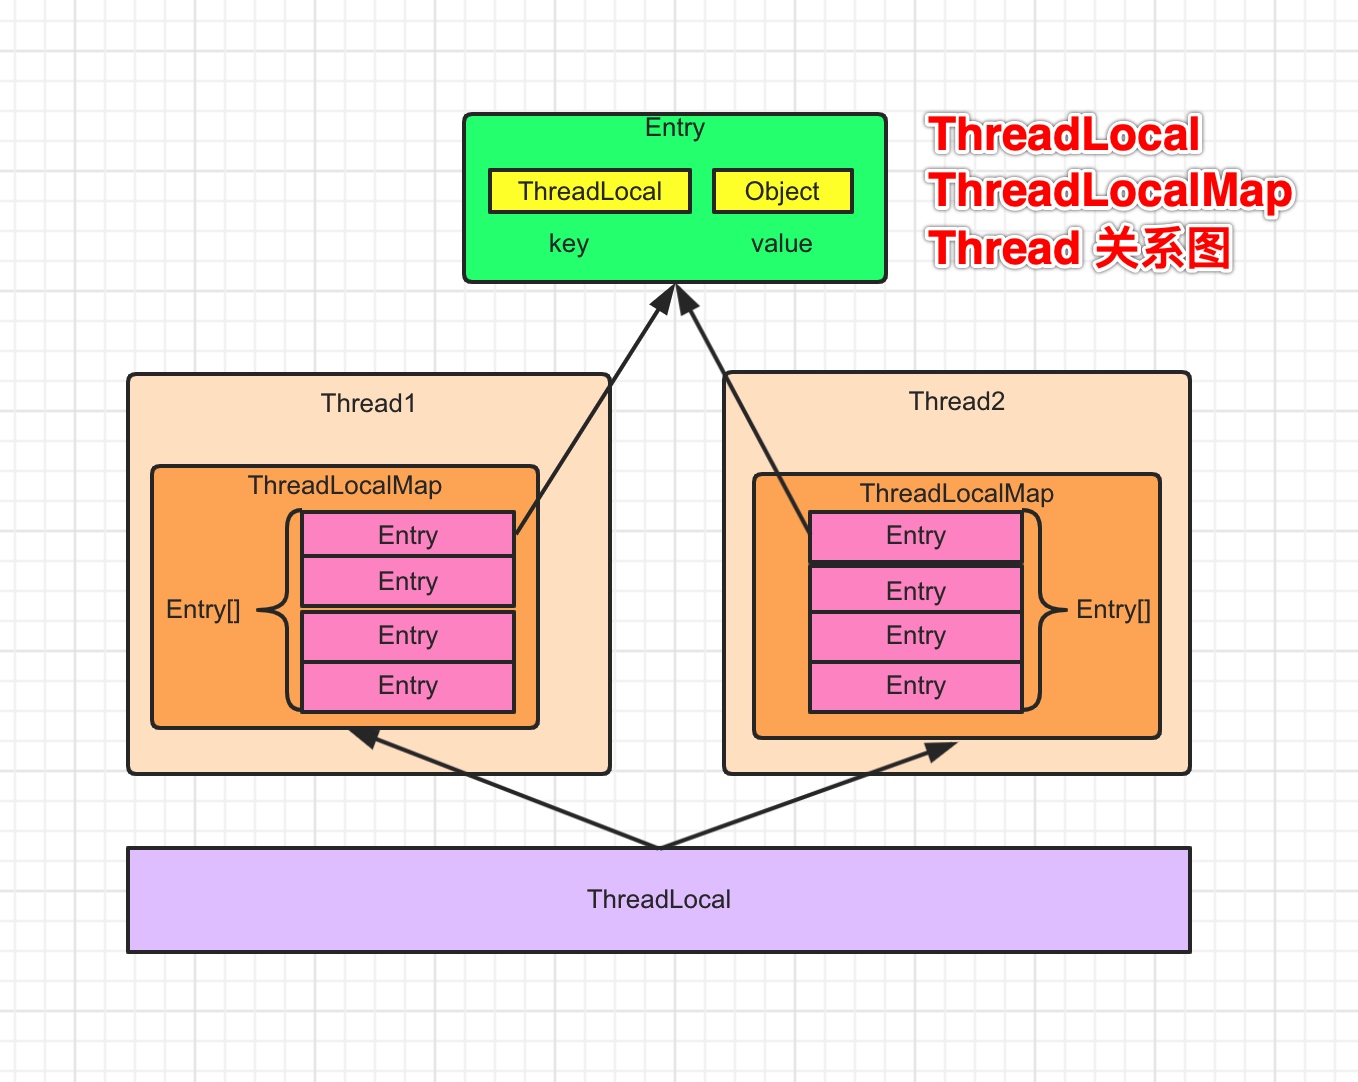 Entry
ThreadLocal
Object
key
value
ThreadLocal
ThreadLocalMap
Thread 关系图
Thread1
ThreadLocalMap
Entry[]
Entry
Entry
Entry
Entry
Thread2
ThreadLocalMap
Entry
Entry
Entry
Entry
Entry[]
ThreadLocal